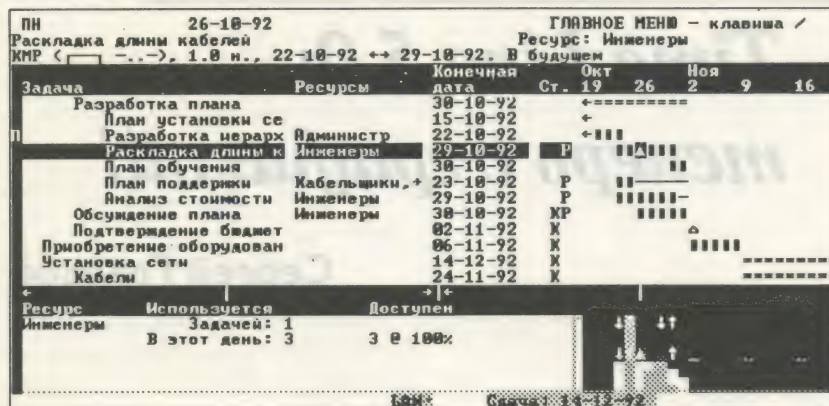 ПН 26-10-92 ГЛАВНОЕ МЕНЮ - клавиша /
Раскладка длины кабелей Ресурс: Инженеры
КМР 1.0 н., 22-10-92 ↔ 29-10-92. В будущем
Конечная Окт Ноя
Задача Ресурсы дата Ст. 19 26 2 9 16
Разработка плана 30-10-92
План установки се 15-10-92
П Разработка иерарх Администр 22-10-92
Раскладка длины к Инженеры 29-10-92 Р
План обучения 30-10-92
План поддержки Кабельщики,→ 23-10-92 Р
Анализ стоимости Инженеры 29-10-92 Р
Обсуждение плана Инженеры 30-10-92 КР
Подтверждение бюджет 02-11-92 К
Приобретение оборудован 06-11-92 К
Установка сети 14-12-92 К
Кабели 24-11-92 К
Ресурс Используется Доступен
Инженеры Задачей: 1
В этот день: 3 3 @ 100%